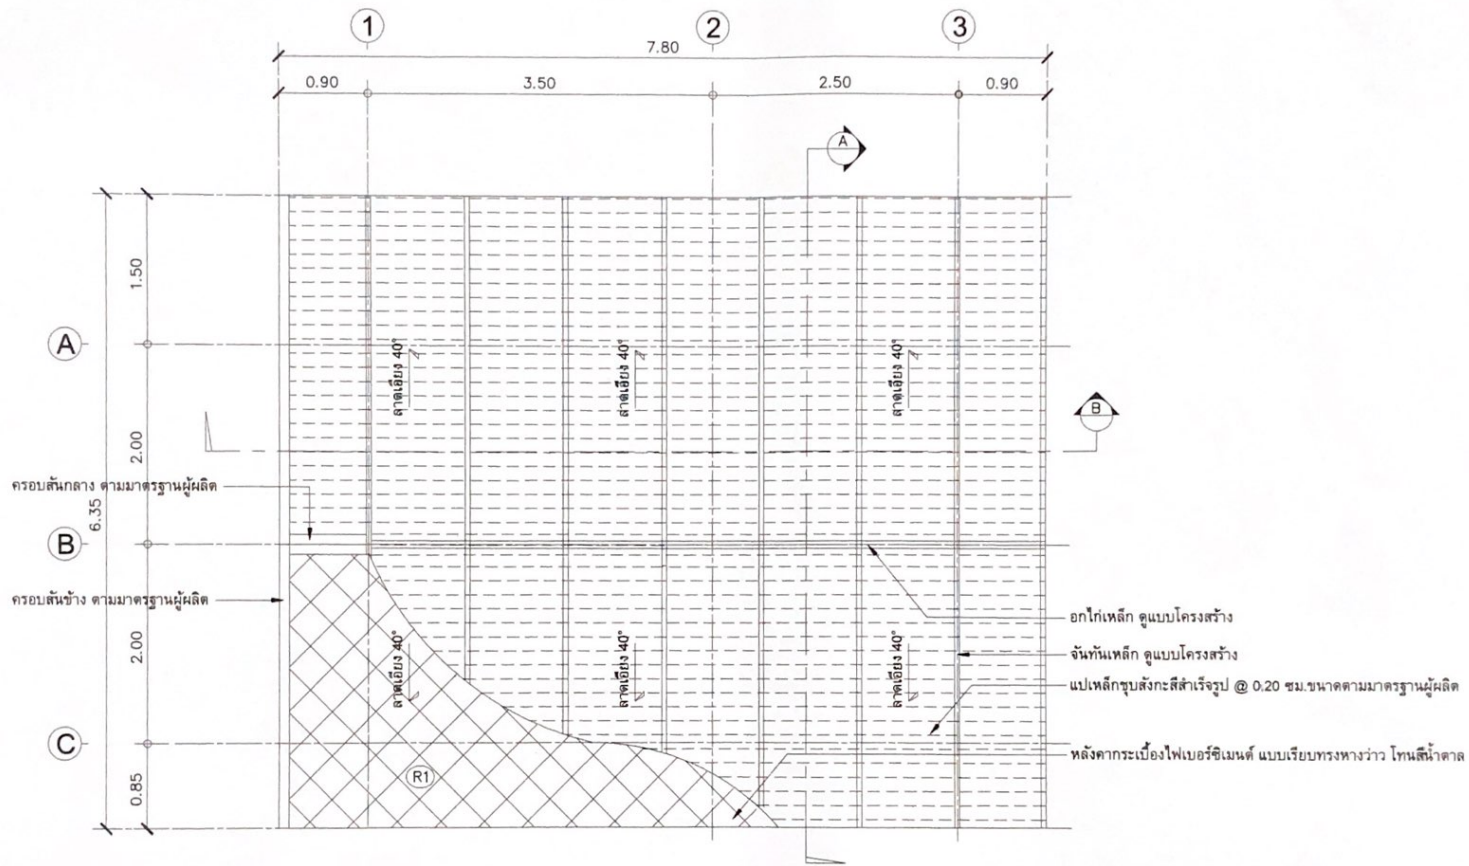 1
2
3
7.80
0.90
3.50
2.50
0.90
A
1.50
A
ลาดเอียง 40°
ลาดเอียง 40°
ลาดเอียง 40°
B
2.00
ครอบสันกลาง ตามมาตรฐานผู้ผลิต
6.35
B
ครอบสันข้าง ตามมาตรฐานผู้ผลิต
อกไก่เหล็ก ดูแบบโครงสร้าง
2.00
ลาดเอียง 40°
ลาดเอียง 40°
ลาดเอียง 40°
จันทันเหล็ก ดูแบบโครงสร้าง
แปเหล็กชุบสังกะสีสำเร็จรูป @ 0.20 ซม.ขนาดตามมาตรฐานผู้ผลิต
C
หลังคากระเบื้องไฟเบอร์ซิเมนต์ แบบเรียบทรงหางว่าว โทนสีน้ำตาล
R1
0.85